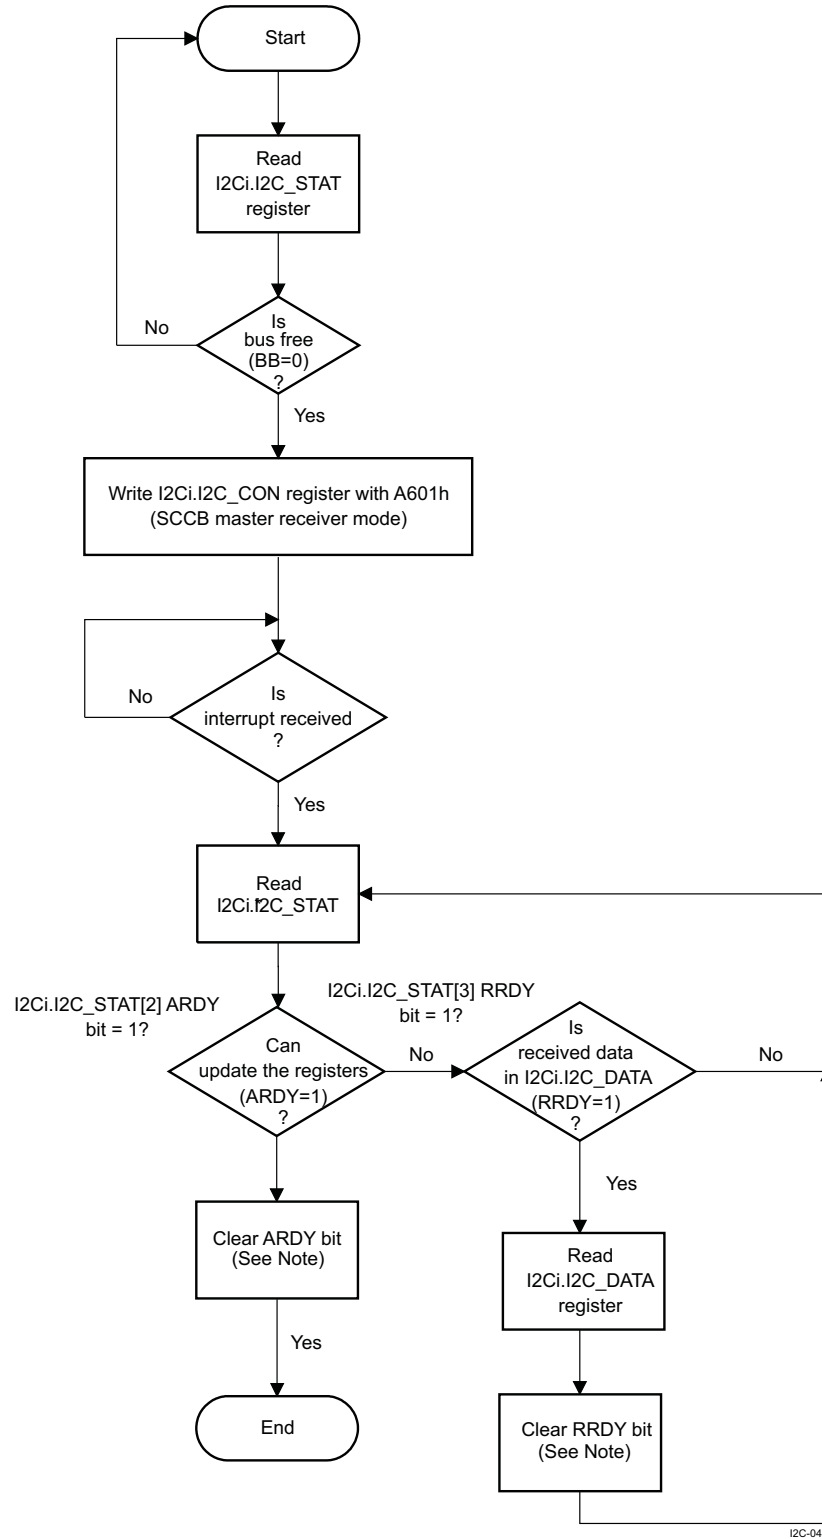 Start
Read
I2Ci.I2C_STAT
register
Is
bus free
(BB=0)
?
No
Yes
Write I2Ci.I2C_CON register with A601h
(SCCB master receiver mode)
Is
interrupt received
?
No
Yes
Read
I2Ci.I2C_STAT
I2Ci.I2C_STAT[2] ARDY
bit = 1?
I2Ci.I2C_STAT[3] RRDY
bit = 1?
Can
update the registers
(ARDY=1)
?
No
Is
received data
in I2Ci.I2C_DATA
(RRDY=1)
?
No
Yes
Clear ARDY bit
(See Note)
Read
I2Ci.I2C_DATA
register
Yes
End
Clear RRDY bit
(See Note)
I2C-04